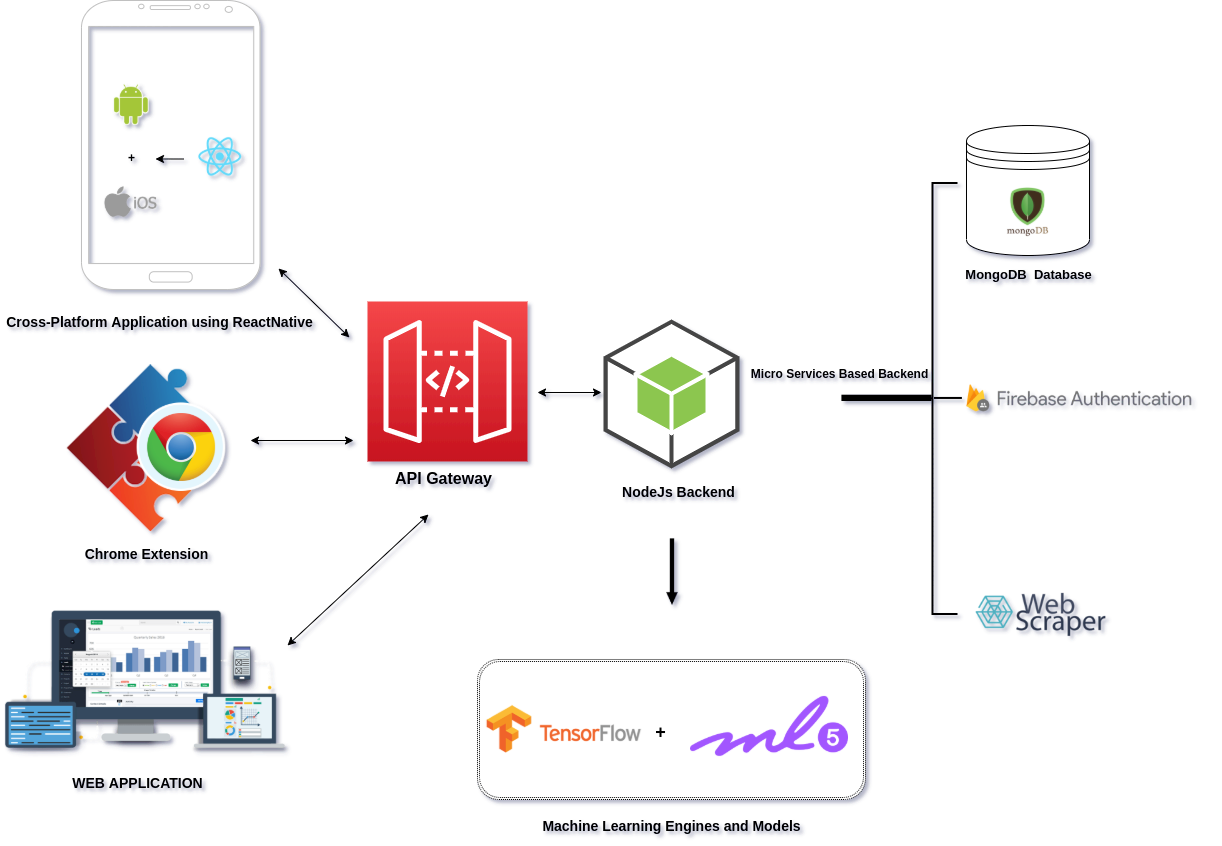 +
iOS
Cross-Platform Application using ReactNative
Chrome Extension
WEB APPLICATION
</>
API Gateway
NodeJs Backend
Micro Services Based Backend
mongoDB
MongoDB Database
Firebase Authentication
Web
Scraper
TensorFlow + ml5
Machine Learning Engines and Models